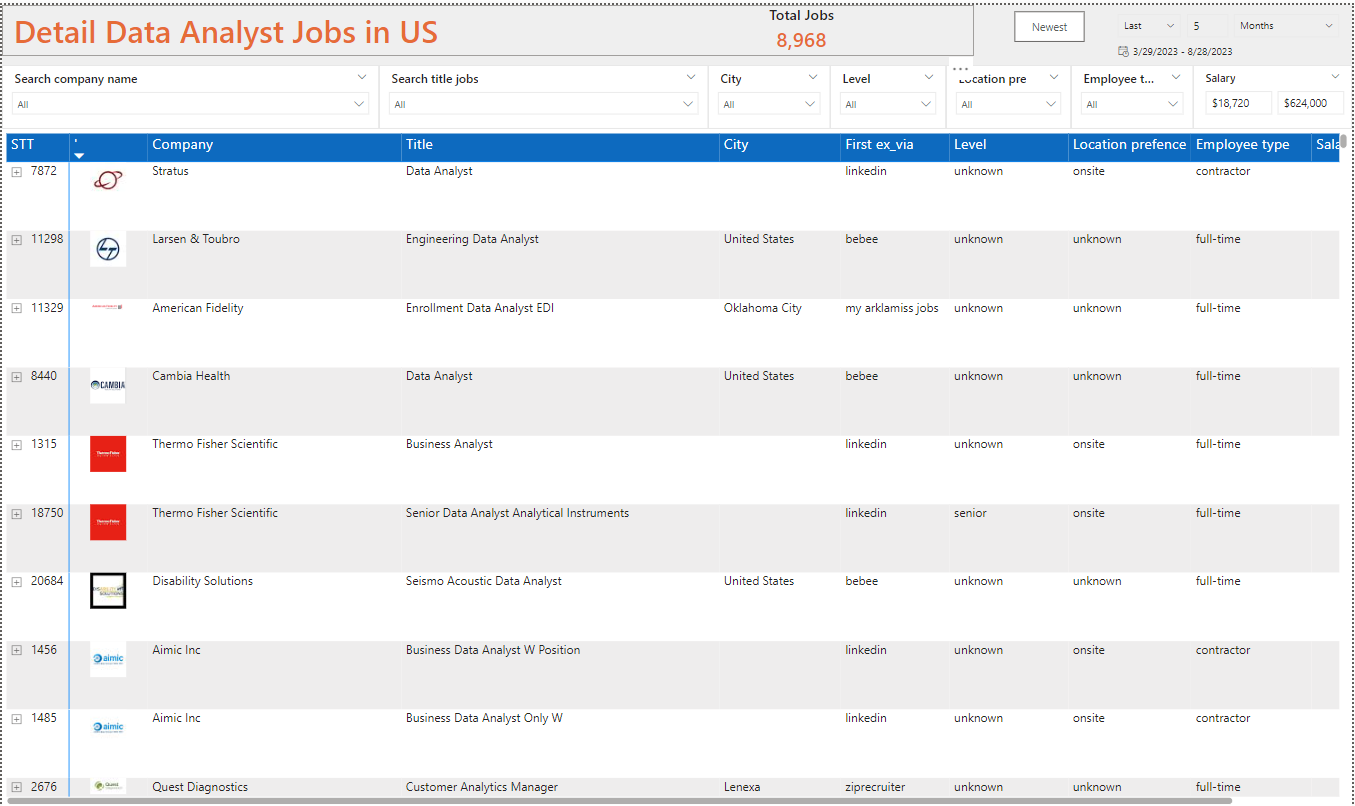 Detail Data Analyst Jobs in US
Total Jobs
8,968
Newest
Last 5 Months
3/29/2023 - 8/28/2023
Search company name
All
Search title jobs
All
City
All
Level
All
Location pre
All
Employee t...
All
Salary
$18,720 $624,000
STT ' Company Title City First ex_via Level Location prefence Employee type Sala
7872 Stratus Data Analyst linkedin unknown onsite contractor
11298 Larsen & Toubro Engineering Data Analyst United States bebee unknown unknown full-time
11329 American Fidelity Enrollment Data Analyst EDI Oklahoma City my arklamiss jobs unknown unknown full-time
8440 CAMBIA Cambia Health Data Analyst United States bebee unknown unknown full-time
1315 ThermoFisher Thermo Fisher Scientific Business Analyst linkedin unknown onsite full-time
18750 ThermoFisher Thermo Fisher Scientific Senior Data Analyst Analytical Instruments linkedin senior onsite full-time
20684 Disability Solutions Seismo Acoustic Data Analyst United States bebee unknown unknown full-time
1456 aimic Aimic Inc Business Data Analyst W Position linkedin unknown onsite contractor
1485 aimic Aimic Inc Business Data Analyst Only W linkedin unknown onsite contractor
2676 Quest Quest Diagnostics Customer Analytics Manager Lenexa ziprecruiter unknown unknown full-time